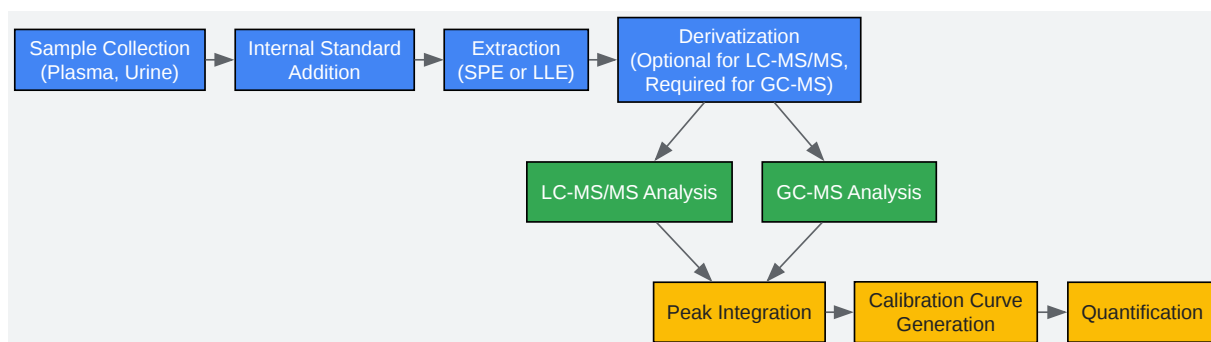 Sample Collection
(Plasma, Urine)
Internal Standard
Addition
Extraction
(SPE or LLE)
Derivatization
(Optional for LC-MS/MS,
Required for GC-MS)
LC-MS/MS Analysis
GC-MS Analysis
Peak Integration
Calibration Curve
Generation
Quantification